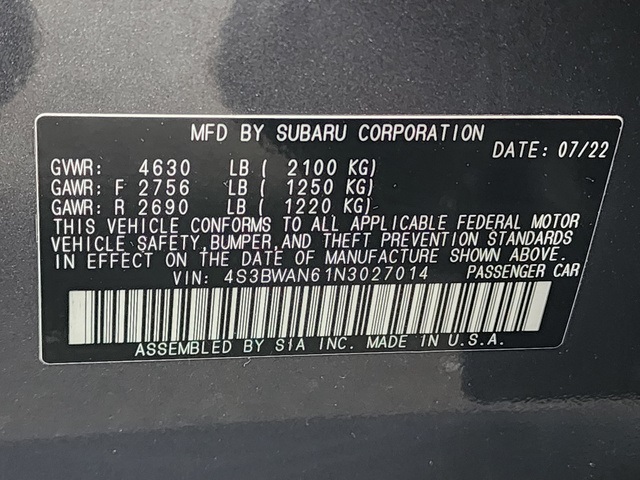 MFD BY SUBARU CORPORATION
DATE: 07/22
GVWR: 4630 LB ( 2100 KG)
GAWR: F 2756 LB ( 1250 KG)
GAWR: R 2690 LB ( 1220 KG)
THIS VEHICLE CONFORMS TO ALL APPLICABLE FEDERAL MOTOR
VEHICLE SAFETY, BUMPER, AND THEFT PREVENTION STANDARDS
IN EFFECT ON THE DATE OF MANUFACTURE SHOWN ABOVE.
VIN: 4S3BWAN61N3027014 PASSENGER CAR
ASSEMBLED BY SIA INC. MADE IN U.S.A.